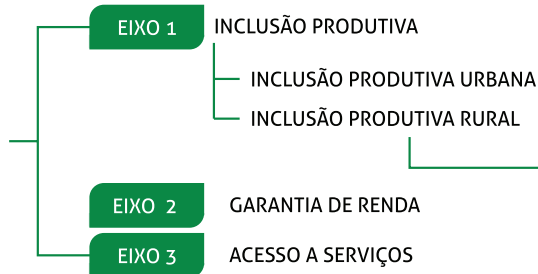 EIXO 1 INCLUSÃO PRODUTIVA
INCLUSÃO PRODUTIVA URBANA
INCLUSÃO PRODUTIVA RURAL
EIXO 2 GARANTIA DE RENDA
EIXO 3 ACESSO A SERVIÇOS